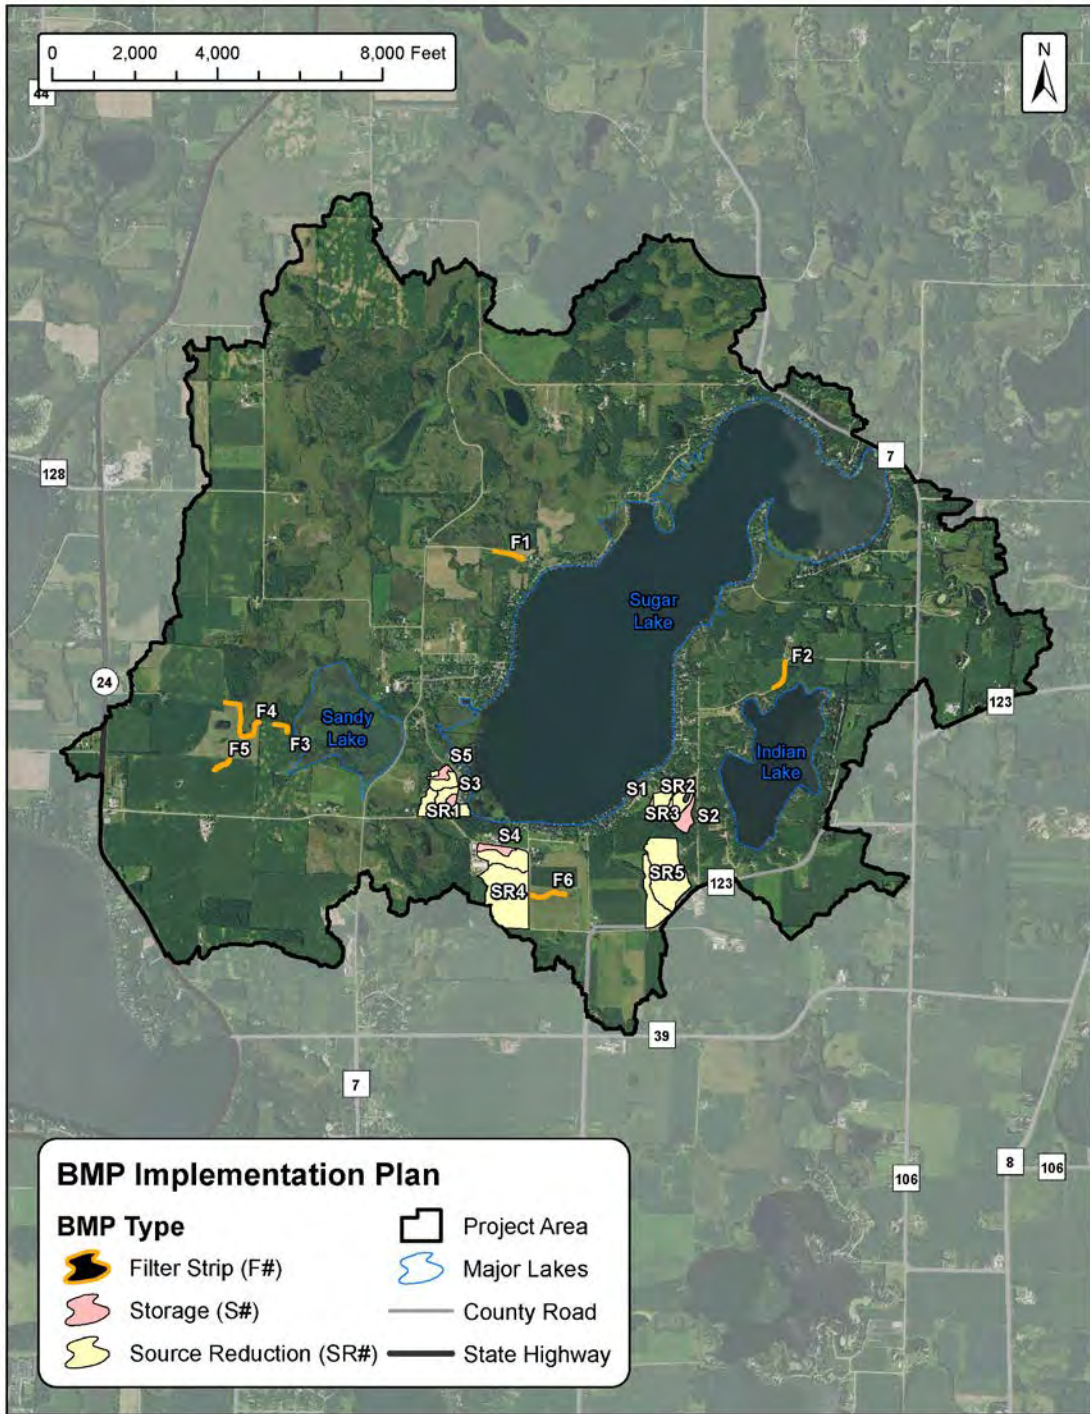 0 2,000 4,000 8,000 Feet
N
44
7
128
F1
Sugar
Lake
F2
24
123
F4
Sandy
Lake
F3
F5
Indian
Lake
S5
S3
SR1
S1
SR2
SR3
S2
S4
SR4
F6
SR5
123
39
7
8
106
106
BMP Implementation Plan
BMP Type
Filter Strip (F#)
Storage (S#)
Source Reduction (SR#)
Project Area
Major Lakes
County Road
State Highway